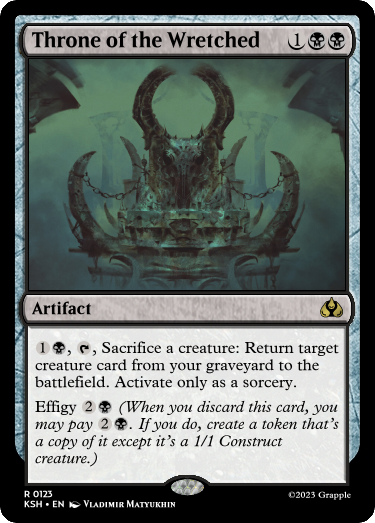 Throne of the Wretched 1
Artifact
1 , , Sacrifice a creature: Return target
creature card from your graveyard to the
battlefield. Activate only as a sorcery.
Effigy 2 (When you discard this card, you
may pay 2 . If you do, create a token that's
a copy of it except it's a 1/1 Construct
creature.)
R 0123
KSH • EN Vladimir Matyukhin
©2023 Grapple